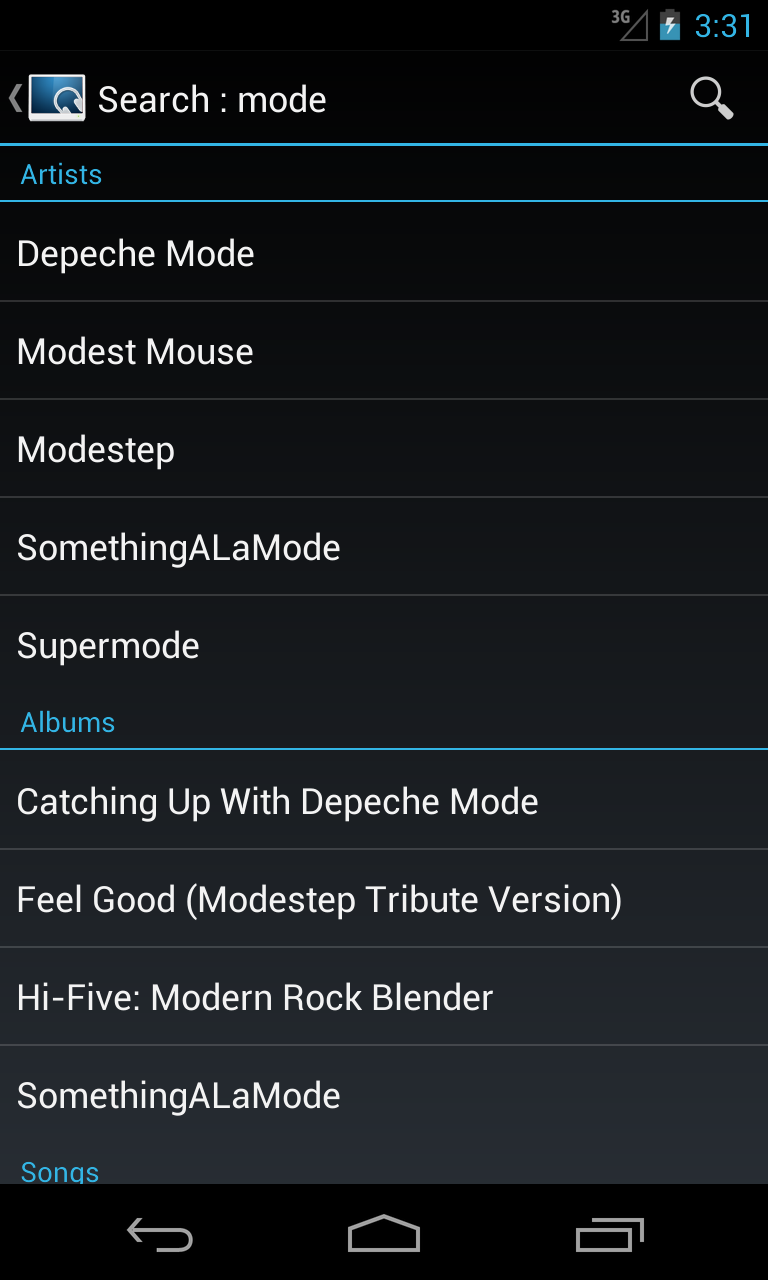 3G 3:31
Search : mode
Artists
Depeche Mode
Modest Mouse
Modestep
SomethingALaMode
Supermode
Albums
Catching Up With Depeche Mode
Feel Good (Modestep Tribute Version)
Hi-Five: Modern Rock Blender
SomethingALaMode
Songs